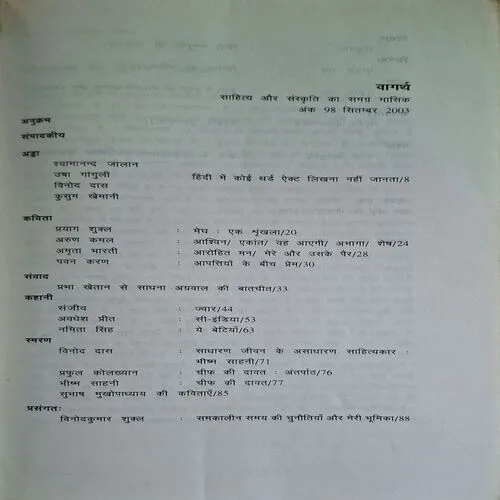 वागर्थ
साहित्य और संस्कृति का समग्र मासिक
अंक 98 सितम्बर 2003
अनुक्रम
संपादकीय
अड्डा
श्यामानन्द जालान
उषा गांगुली हिंदी में कोई थर्ड ऐक्ट लिखना नहीं जानता/8
विनोद दास
कुसुम खेमानी
कविता
प्रयाग शुक्ल : मेघ : एक शृंखला/20
अरुण कमल : आश्विन/ एकांत/ वह आएगी/ अभागा/ शेष/24
अमृता भारती : आरोहित मन/ मेरे और उसके पैर/28
पवन करण : आपत्तियों के बीच प्रेम/30
संवाद
प्रभा खेतान से साधना अग्रवाल की बातचीत/33
कहानी
संजीव : ज्वार/44
अवधेश प्रीत : सी-इंडिया/53
नमिता सिंह : ये बेटियाँ/63
स्मरण
विनोद दास : साधारण जीवन के असाधारण साहित्यकार :
भीष्म साहनी/71
प्रफुल कोलख्यान : चीफ की दावत : अंतर्पाठ/76
भीष्म साहनी : चीफ की दावत/77
सुभाष मुखोपाध्याय की कविताएँ/85
प्रसंगतः
विनोदकुमार शुक्ल : समकालीन समय की चुनौतियाँ और मेरी भूमिका/88